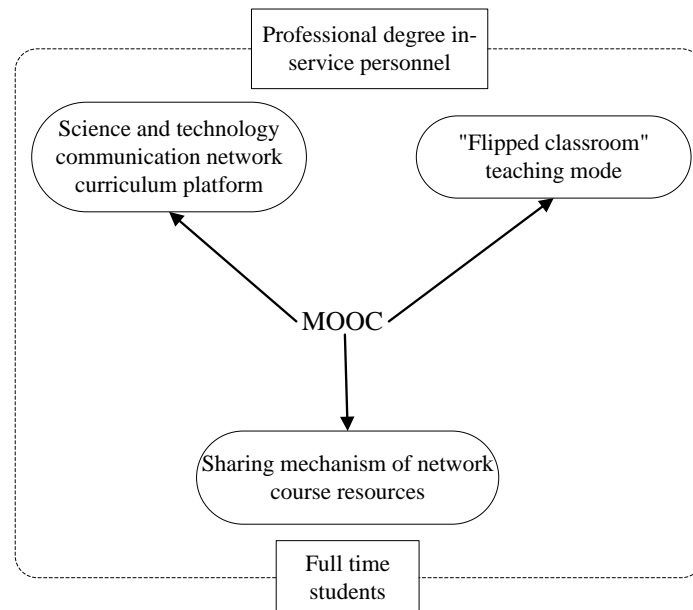 Professional degree in-
service personnel
Science and technology
communication network
curriculum platform
"Flipped classroom"
teaching mode
MOOC
Sharing mechanism of network
course resources
Full time
students